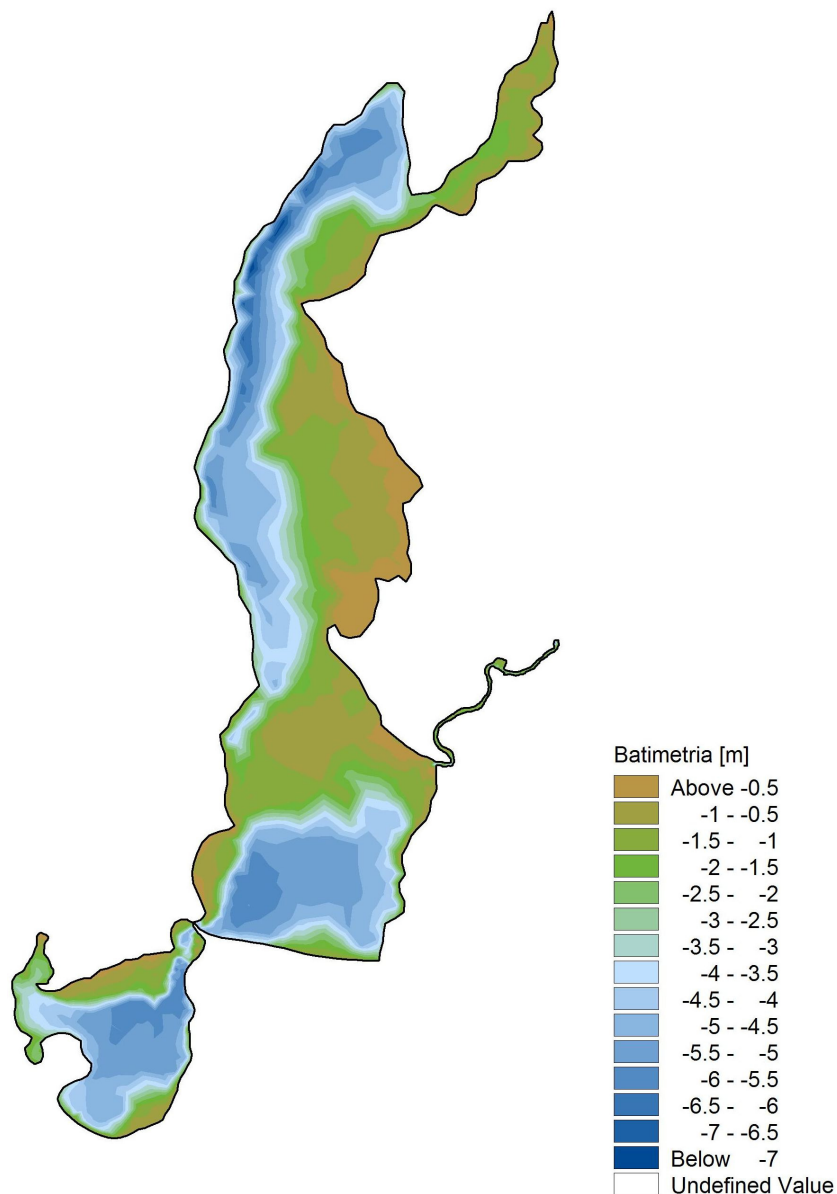 Batimetria [m]
Above -0.5
-1 - -0.5
-1.5 - -1
-2 - -1.5
-2.5 - -2
-3 - -2.5
-3.5 - -3
-4 - -3.5
-4.5 - -4
-5 - -4.5
-5.5 - -5
-6 - -5.5
-6.5 - -6
-7 - -6.5
Below -7
Undefined Value